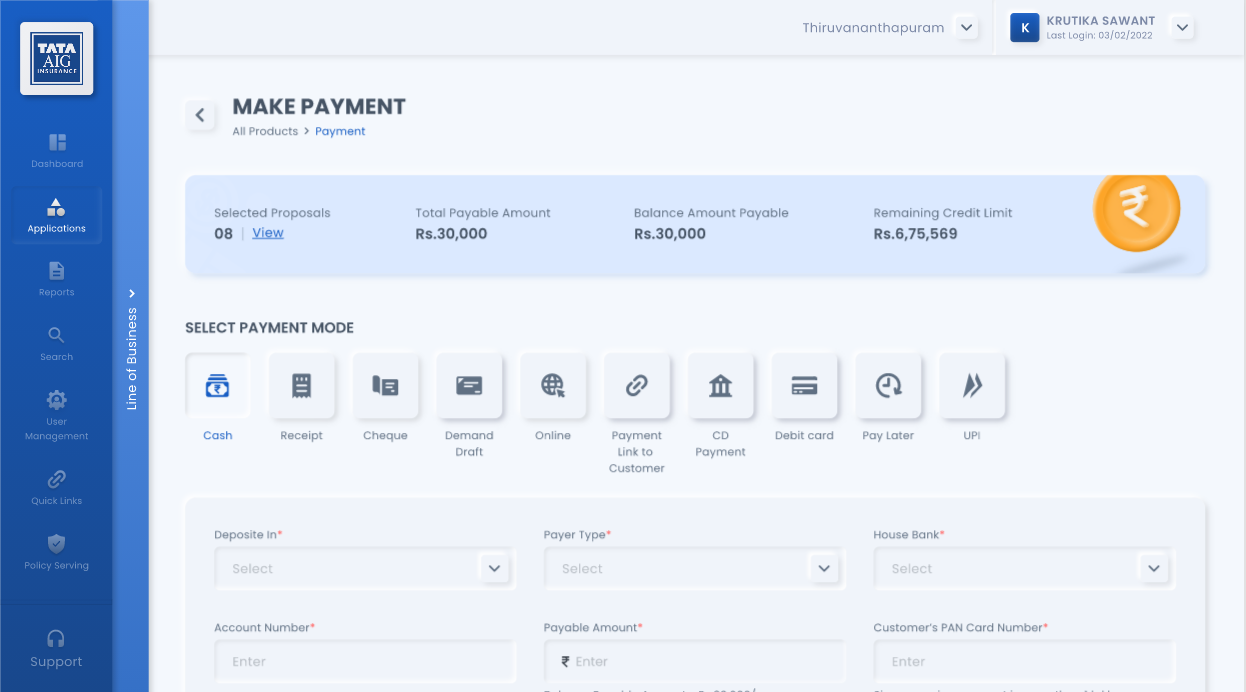 Thiruvananthapuram
K
KRUTIKA SAWANT
Last Login: 03/02/2022
TATA
AIG
INSURANCE
Dashboard
Applications
Reports
Search
User
Management
Quick Links
Policy Serving
Support
Line of Business
MAKE PAYMENT
All Products > Payment
Selected Proposals
08 | View
Total Payable Amount
Rs.30,000
Balance Amount Payable
Rs.30,000
Remaining Credit Limit
Rs.6,75,569
₹
SELECT PAYMENT MODE
Cash
Receipt
Cheque
Demand
Draft
Online
Payment
Link to
Customer
CD
Payment
Debit card
Pay Later
UPI
Deposite In*
Select
Payer Type*
Select
House Bank*
Select
Account Number*
Enter
Payable Amount*
₹ Enter
Customer's PAN Card Number*
Enter